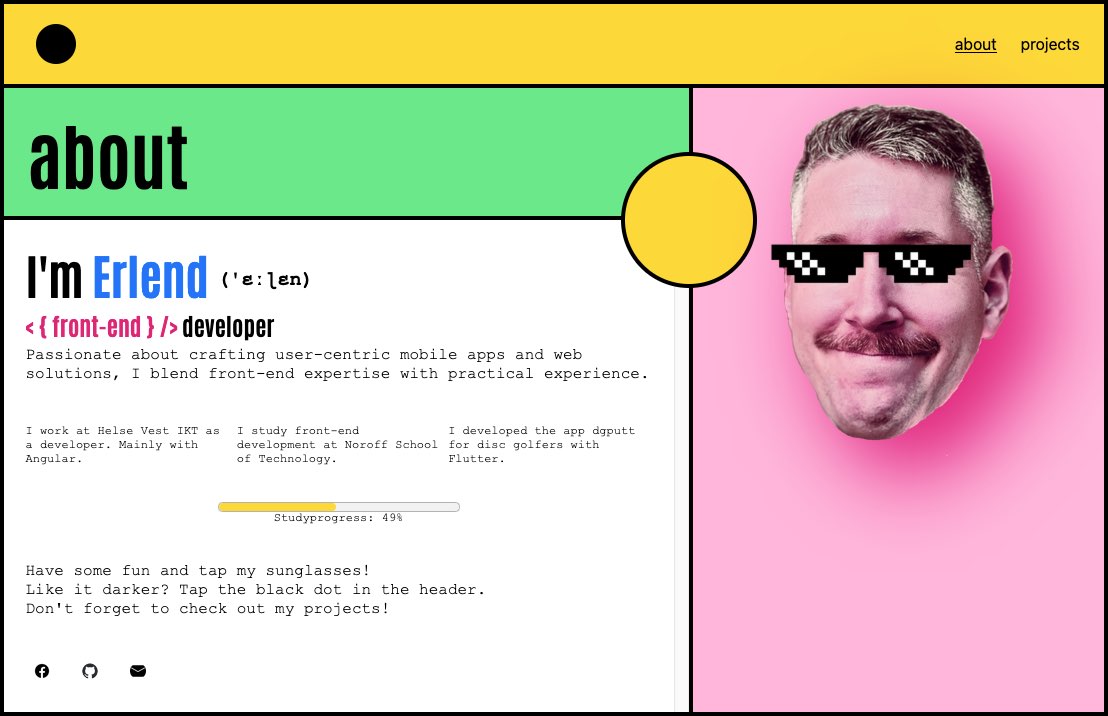 about
projects
about
I'm Erlend (ˈɛːɭɛn)
< { front-end } /> developer
Passionate about crafting user-centric mobile apps and web
solutions, I blend front-end expertise with practical experience.
I work at Helse Vest IKT as
a developer. Mainly with
Angular.
I study front-end
development at Noroff School
of Technology.
I developed the app dgputt
for disc golfers with
Flutter.
Studyprogress: 49%
Have some fun and tap my sunglasses!
Like it darker? Tap the black dot in the header.
Don't forget to check out my projects!